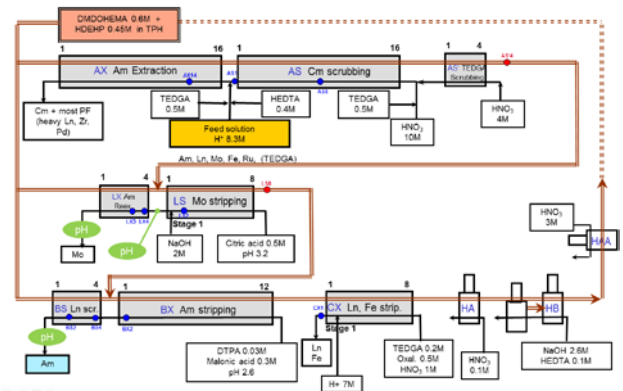 DMDOHEMA 0.6M +
HDEHP 0.45M in TPH
1
16
1
16
1
4
AX Am Extraction
AS Cm scrubbing
AS' TEDGA
Scrubbing
TEDGA
0.5M
HEDTA
0.4M
TEDGA
0.5M
HNO3
10M
HNO3
4M
Cm + most PF
(heavy Ln, Zr,
Pd)
Feed solution
H+ 8.3M
Am, Ln, Mo, Fe, Ru, (TEDGA)
1
4
1
8
LX Am
LS Mo stripping
Stage 1
pH
pH
Mo
NaOH
2M
Citric acid 0.5M
pH 3.2
HNO3
3M
1
4
1
12
1
8
BS Ln scr.
BX Am stripping
CX Ln, Fe strip.
HA
HB
BX2
Stage 1
pH
Am
DTPA 0.03M
Malonic acid 0.3M
pH 2.6
Ln
Fe
H+ 7M
TEDGA 0.2M
Oxal. 0.5M
HNO3 1M
HNO3
0.1M
NaOH 2.6M
HEDTA 0.1M